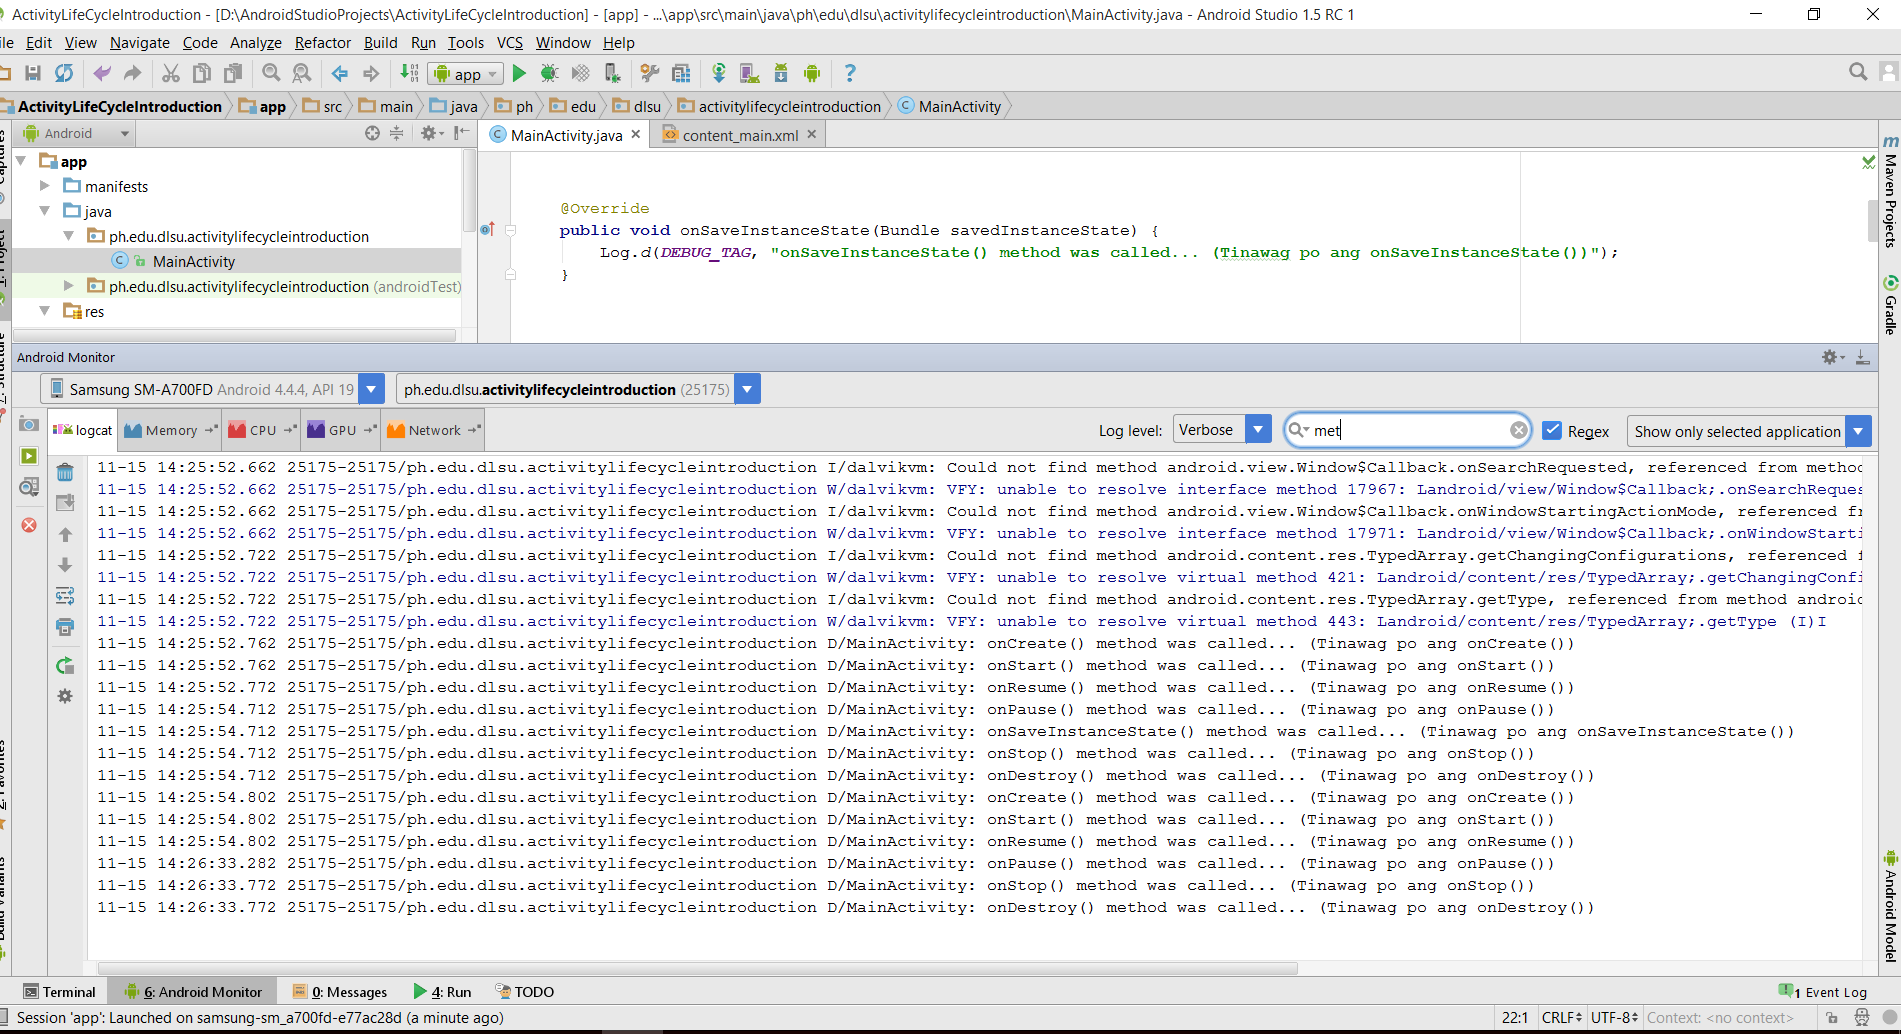 ActivityLifeCycleIntroduction - [D:\AndroidStudioProjects\ActivityLifeCycleIntroduction] - [app] - ...\app\src\main\java\ph\edu\dlsu\activitylifecycleintroduction\MainActivity.java - Android Studio 1.5 RC 1
ile Edit View Navigate Code Analyze Refactor Build Run Tools VCS Window Help
app
ActivityLifeCycleIntroduction app src main java ph edu dlsu activitylifecycleintroduction MainActivity
Android
MainActivity.java content_main.xml
app
manifests
java
ph.edu.dlsu.activitylifecycleintroduction
MainActivity
ph.edu.dlsu.activitylifecycleintroduction (androidTest)
res
@Override
public void onSaveInstanceState(Bundle savedInstanceState) {
Log.d(DEBUG_TAG, "onSaveInstanceState() method was called... (Tinawag po ang onSaveInstanceState())");
}
Maven Projects
Gradle
Android Model
Android Monitor
Samsung SM-A700FD Android 4.4.4, API 19
ph.edu.dlsu.activitylifecycleintroduction (25175)
logcat Memory CPU GPU Network
Log level: Verbose met Regex Show only selected application
11-15 14:25:52.662 25175-25175/ph.edu.dlsu.activitylifecycleintroduction I/dalvikvm: Could not find method android.view.Window$Callback.onSearchRequested, referenced from metho
11-15 14:25:52.662 25175-25175/ph.edu.dlsu.activitylifecycleintroduction W/dalvikvm: VFY: unable to resolve interface method 17967: Landroid/view/Window$Callback;.onSearchReques
11-15 14:25:52.662 25175-25175/ph.edu.dlsu.activitylifecycleintroduction I/dalvikvm: Could not find method android.view.Window$Callback.onWindowStartingActionMode, referenced f
11-15 14:25:52.662 25175-25175/ph.edu.dlsu.activitylifecycleintroduction W/dalvikvm: VFY: unable to resolve interface method 17971: Landroid/view/Window$Callback;.onWindowStarti
11-15 14:25:52.722 25175-25175/ph.edu.dlsu.activitylifecycleintroduction I/dalvikvm: Could not find method android.content.res.TypedArray.getChangingConfigurations, referenced f
11-15 14:25:52.722 25175-25175/ph.edu.dlsu.activitylifecycleintroduction W/dalvikvm: VFY: unable to resolve virtual method 421: Landroid/content/res/TypedArray;.getChangingConfi
11-15 14:25:52.722 25175-25175/ph.edu.dlsu.activitylifecycleintroduction I/dalvikvm: Could not find method android.content.res.TypedArray.getType, referenced from method androi
11-15 14:25:52.722 25175-25175/ph.edu.dlsu.activitylifecycleintroduction W/dalvikvm: VFY: unable to resolve virtual method 443: Landroid/content/res/TypedArray;.getType (I)I
11-15 14:25:52.762 25175-25175/ph.edu.dlsu.activitylifecycleintroduction D/MainActivity: onCreate() method was called... (Tinawag po ang onCreate())
11-15 14:25:52.762 25175-25175/ph.edu.dlsu.activitylifecycleintroduction D/MainActivity: onStart() method was called... (Tinawag po ang onStart())
11-15 14:25:52.772 25175-25175/ph.edu.dlsu.activitylifecycleintroduction D/MainActivity: onResume() method was called... (Tinawag po ang onResume())
11-15 14:25:54.712 25175-25175/ph.edu.dlsu.activitylifecycleintroduction D/MainActivity: onPause() method was called... (Tinawag po ang onPause())
11-15 14:25:54.712 25175-25175/ph.edu.dlsu.activitylifecycleintroduction D/MainActivity: onSaveInstanceState() method was called... (Tinawag po ang onSaveInstanceState())
11-15 14:25:54.712 25175-25175/ph.edu.dlsu.activitylifecycleintroduction D/MainActivity: onStop() method was called... (Tinawag po ang onStop())
11-15 14:25:54.712 25175-25175/ph.edu.dlsu.activitylifecycleintroduction D/MainActivity: onDestroy() method was called... (Tinawag po ang onDestroy())
11-15 14:25:54.802 25175-25175/ph.edu.dlsu.activitylifecycleintroduction D/MainActivity: onCreate() method was called... (Tinawag po ang onCreate())
11-15 14:25:54.802 25175-25175/ph.edu.dlsu.activitylifecycleintroduction D/MainActivity: onStart() method was called... (Tinawag po ang onStart())
11-15 14:25:54.802 25175-25175/ph.edu.dlsu.activitylifecycleintroduction D/MainActivity: onResume() method was called... (Tinawag po ang onResume())
11-15 14:26:33.282 25175-25175/ph.edu.dlsu.activitylifecycleintroduction D/MainActivity: onPause() method was called... (Tinawag po ang onPause())
11-15 14:26:33.772 25175-25175/ph.edu.dlsu.activitylifecycleintroduction D/MainActivity: onStop() method was called... (Tinawag po ang onStop())
11-15 14:26:33.772 25175-25175/ph.edu.dlsu.activitylifecycleintroduction D/MainActivity: onDestroy() method was called... (Tinawag po ang onDestroy())
Terminal 6: Android Monitor 0: Messages 4: Run TODO 1 Event Log
Session 'app': Launched on samsung-sm_a700fd-e77ac28d (a minute ago) 22:1 CRLF UTF-8 Context: <no context>